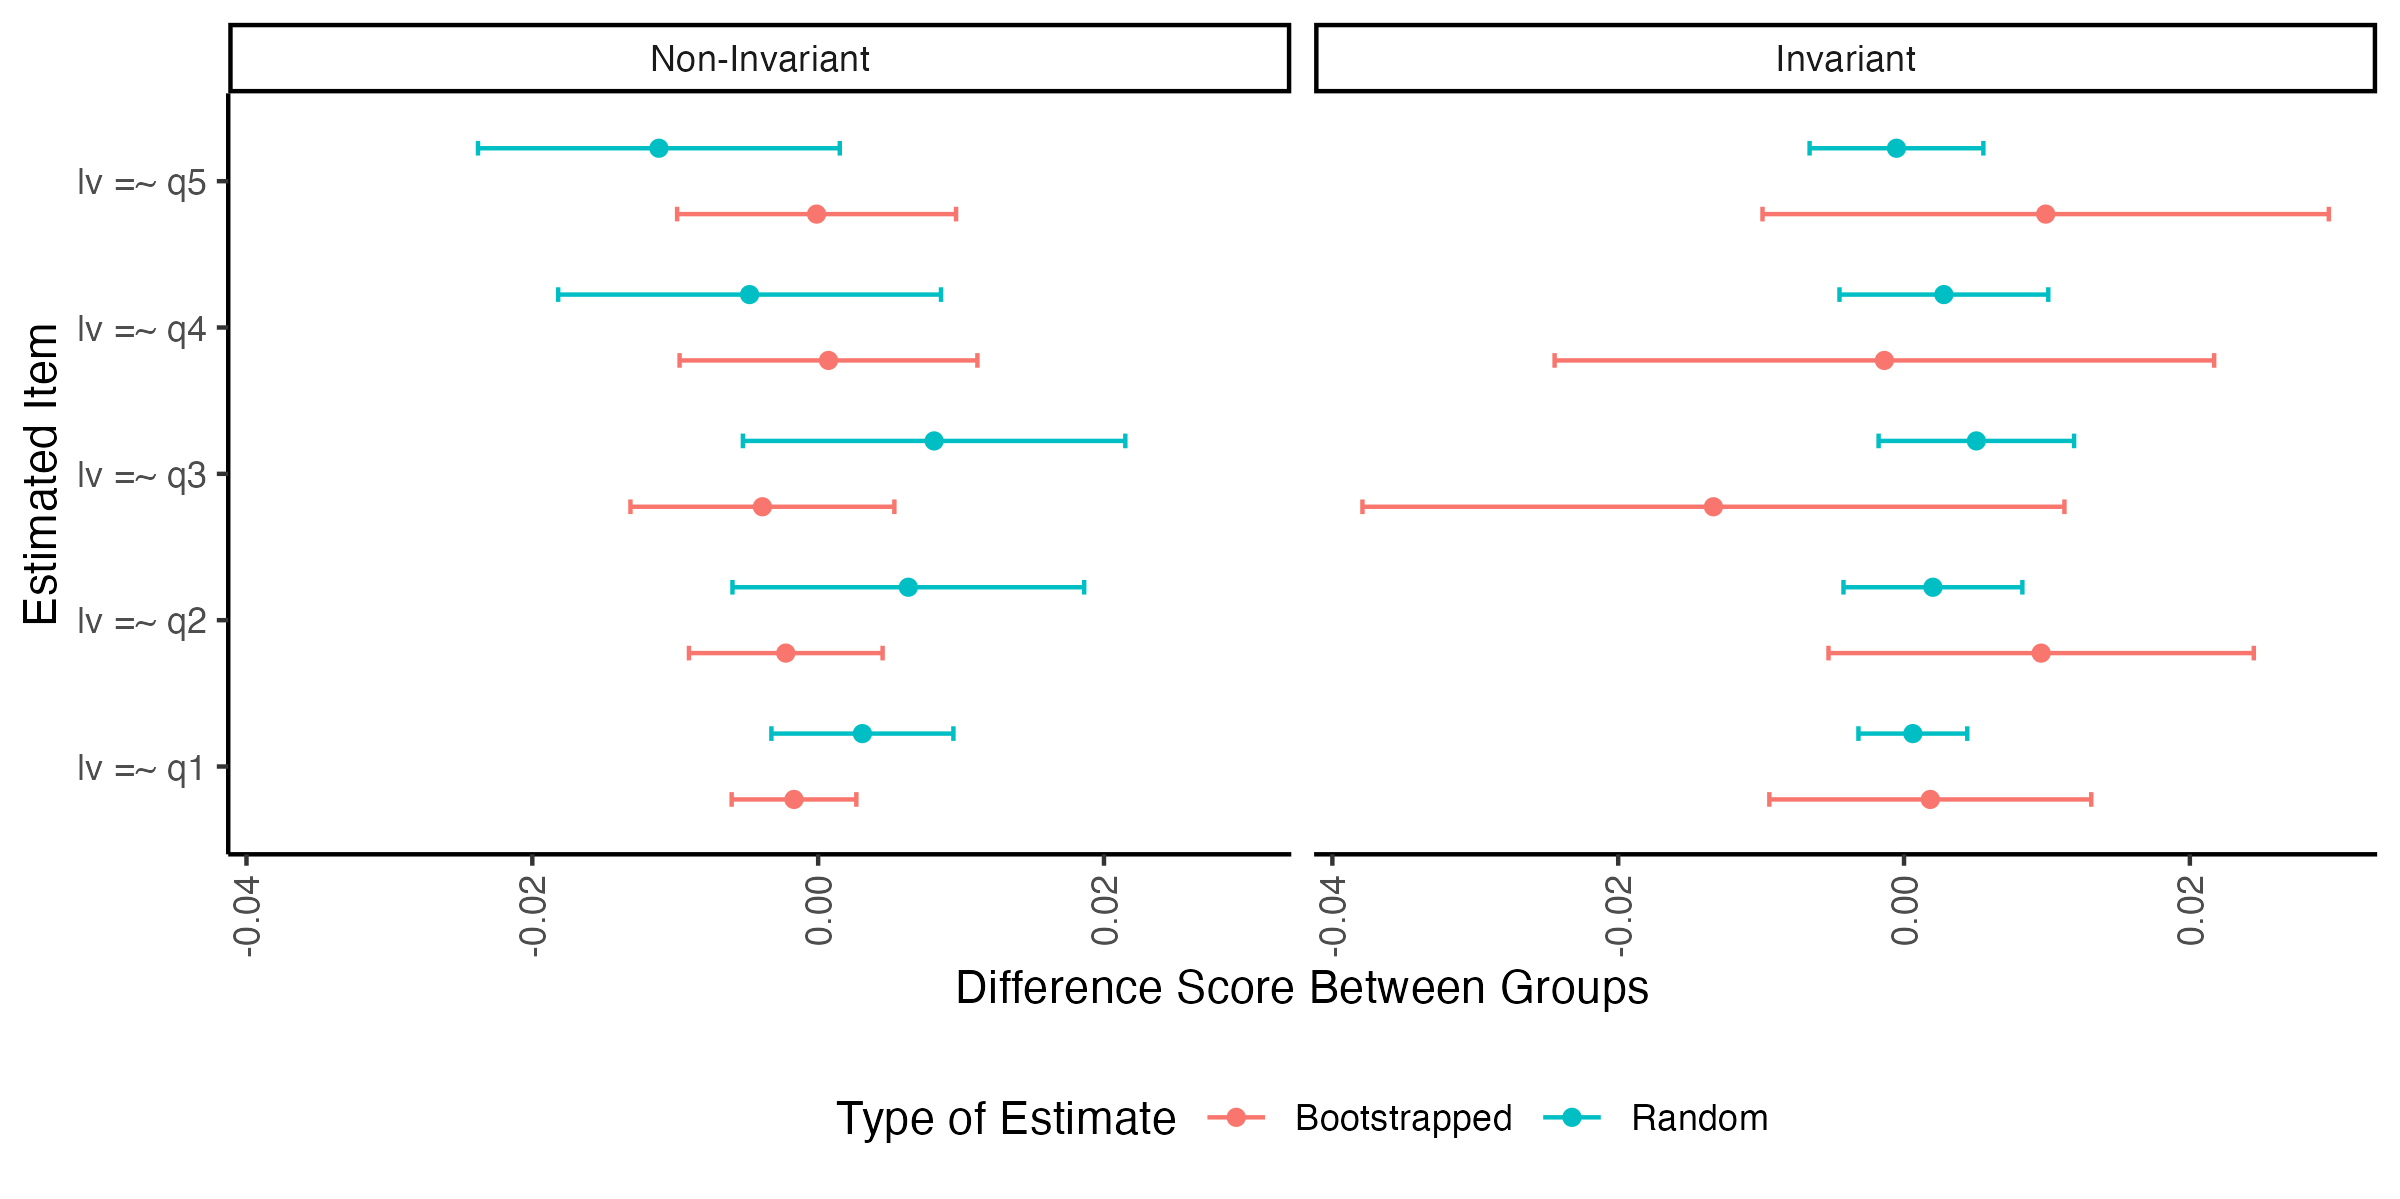 Non-Invariant
Invariant
Estimated Item
lv =~ q5
lv =~ q4
lv =~ q3
lv =~ q2
lv =~ q1
-0.04
-0.02
0.00
0.02
-0.04
-0.02
0.00
0.02
Difference Score Between Groups
Type of Estimate Bootstrapped Random